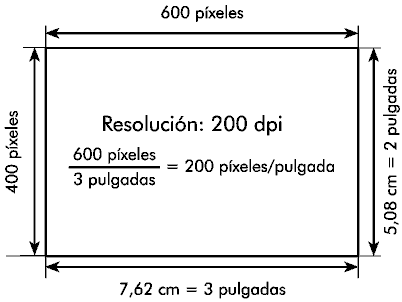 600 píxeles
400 píxeles
Resolución: 200 dpi
600 píxeles
3 pulgadas
= 200 píxeles/pulgada
5,08 cm = 2 pulgadas
7,62 cm = 3 pulgadas